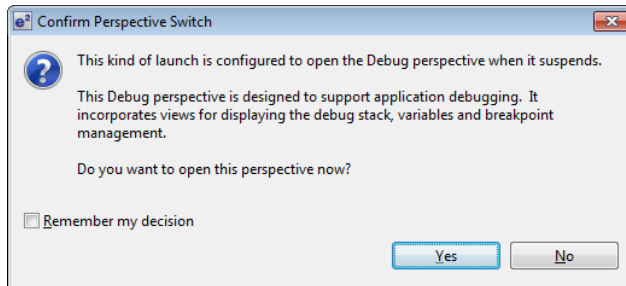 e² Confirm Perspective Switch
This kind of launch is configured to open the Debug perspective when it suspends.
This Debug perspective is designed to support application debugging. It
incorporates views for displaying the debug stack, variables and breakpoint
management.
Do you want to open this perspective now?
Remember my decision
Yes No